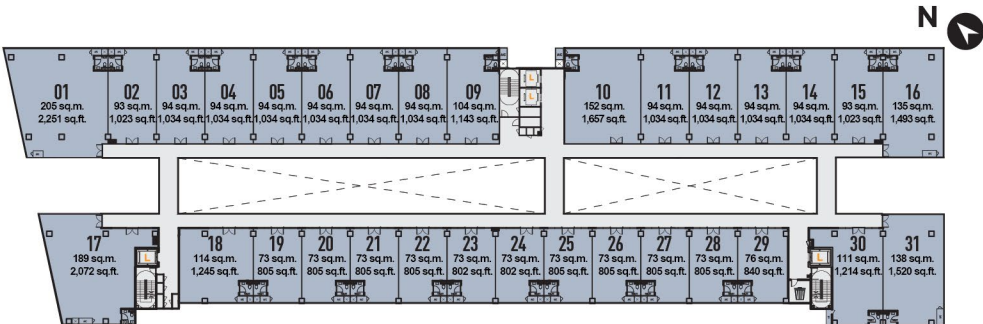 N
01
205 sq.m.
2,251 sq.ft.
02
93 sq.m.
1,023 sq.ft.
03
94 sq.m.
1,034 sq.ft.
04
94 sq.m.
1,034 sq.ft.
05
94 sq.m.
1,034 sq.ft.
06
94 sq.m.
1,034 sq.ft.
07
94 sq.m.
1,034 sq.ft.
08
94 sq.m.
1,034 sq.ft.
09
104 sq.m.
1,143 sq.ft.
L
L
10
152 sq.m.
1,657 sq.ft.
11
94 sq.m.
1,034 sq.ft.
12
94 sq.m.
1,034 sq.ft.
13
94 sq.m.
1,034 sq.ft.
14
94 sq.m.
1,034 sq.ft.
15
93 sq.m.
1,023 sq.ft.
16
135 sq.m.
1,493 sq.ft.
17
189 sq.m.
2,072 sq.ft.
L
18
114 sq.m.
1,245 sq.ft.
19
73 sq.m.
805 sq.ft.
20
73 sq.m.
805 sq.ft.
21
73 sq.m.
805 sq.ft.
22
73 sq.m.
805 sq.ft.
23
73 sq.m.
802 sq.ft.
24
73 sq.m.
802 sq.ft.
25
73 sq.m.
805 sq.ft.
26
73 sq.m.
805 sq.ft.
27
73 sq.m.
805 sq.ft.
28
73 sq.m.
805 sq.ft.
29
76 sq.m.
840 sq.ft.
L
30
111 sq.m.
1,214 sq.ft.
31
138 sq.m.
1,520 sq.ft.